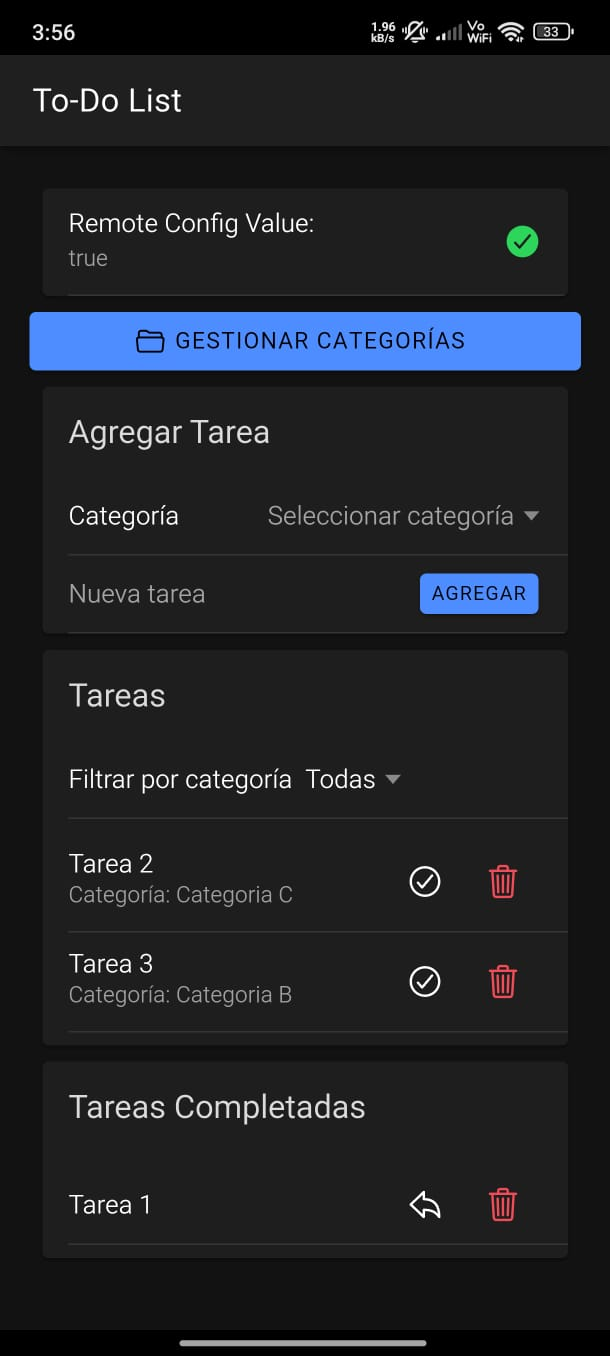 3:56
1.96 kB/s
Vo WiFi
33
To-Do List
Remote Config Value:
true
GESTIONAR CATEGORÍAS
Agregar Tarea
Categoría Seleccionar categoría
Nueva tarea AGREGAR
Tareas
Filtrar por categoría Todas
Tarea 2
Categoría: Categoria C
Tarea 3
Categoría: Categoria B
Tareas Completadas
Tarea 1